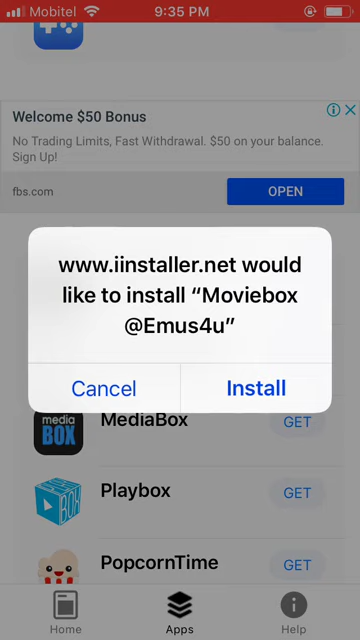 Mobitel
9:35 PM
Welcome $50 Bonus
No Trading Limits, Fast Withdrawal. $50 on your balance.
Sign Up!
fbs.com
OPEN
www.iinstaller.net would
like to install “Moviebox
@Emus4u”
Cancel
Install
media
BOX
MediaBox
GET
BOX
Playbox
GET
PopcornTime
GET
Home
Apps
Help